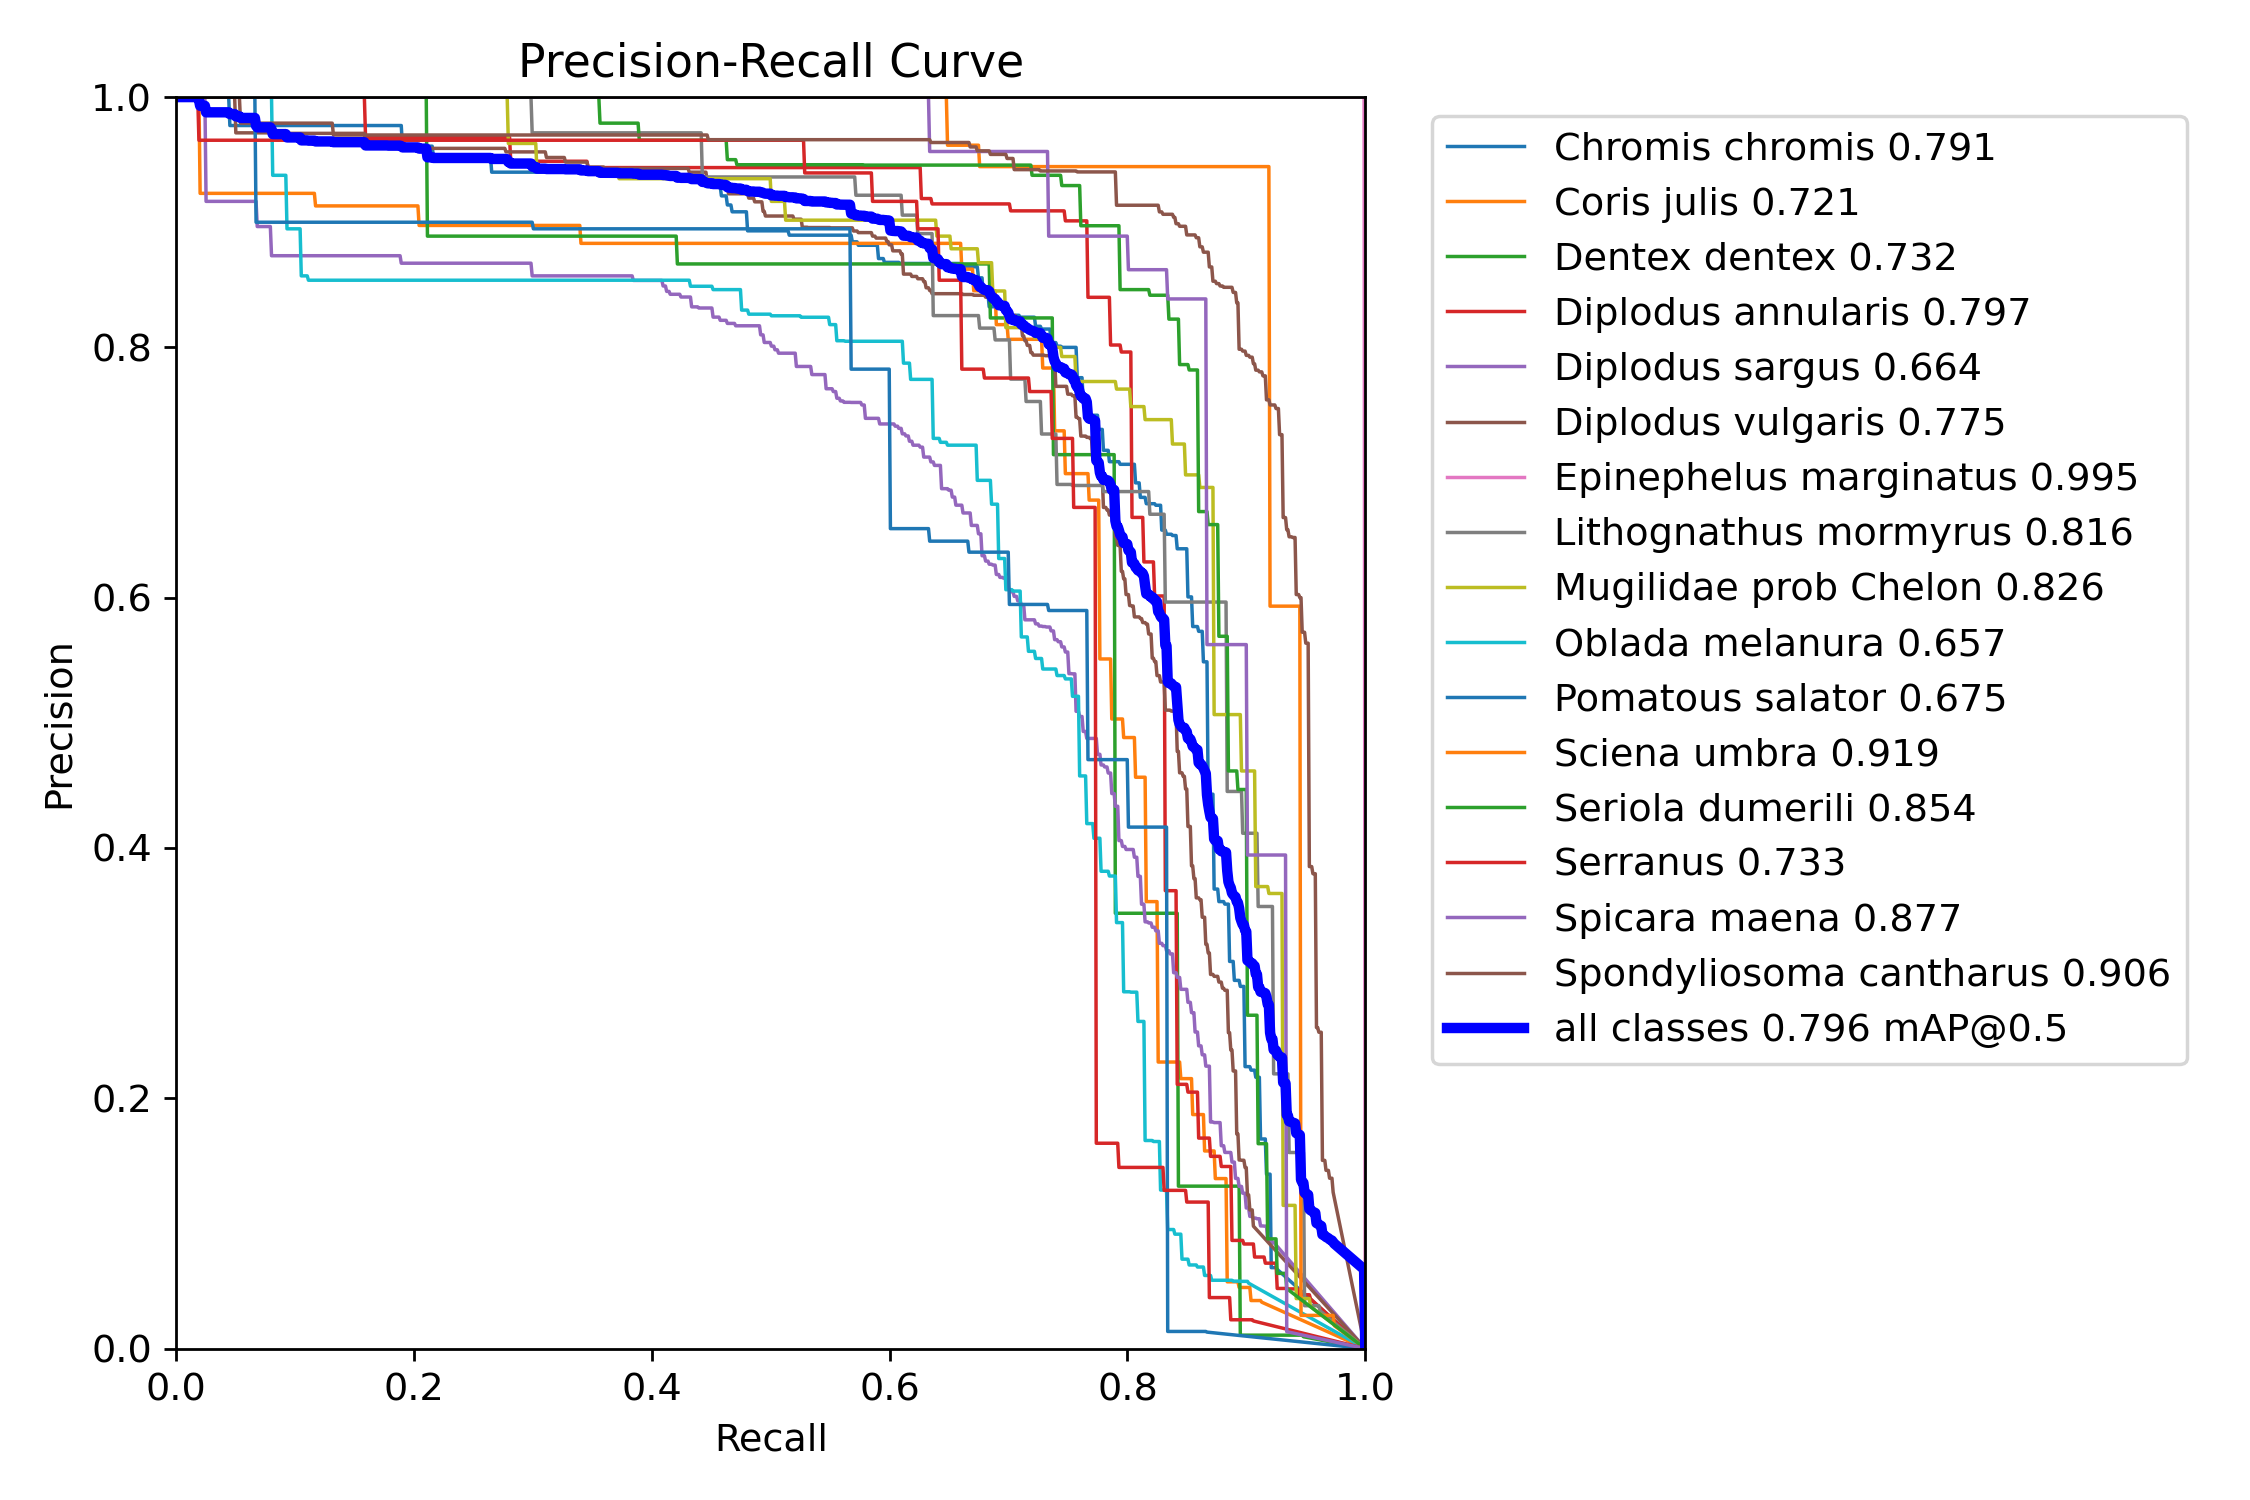 Precision-Recall Curve
1.0
0.8
0.6
0.4
0.2
0.0
Precision
0.0 0.2 0.4 0.6 0.8 1.0
Recall
Chromis chromis 0.791
Coris julis 0.721
Dentex dentex 0.732
Diplodus annularis 0.797
Diplodus sargus 0.664
Diplodus vulgaris 0.775
Epinephelus marginatus 0.995
Lithognathus mormyrus 0.816
Mugilidae prob Chelon 0.826
Oblada melanura 0.657
Pomatous salator 0.675
Sciena umbra 0.919
Seriola dumerili 0.854
Serranus 0.733
Spicara maena 0.877
Spondyliosoma cantharus 0.906
all classes 0.796 mAP@0.5